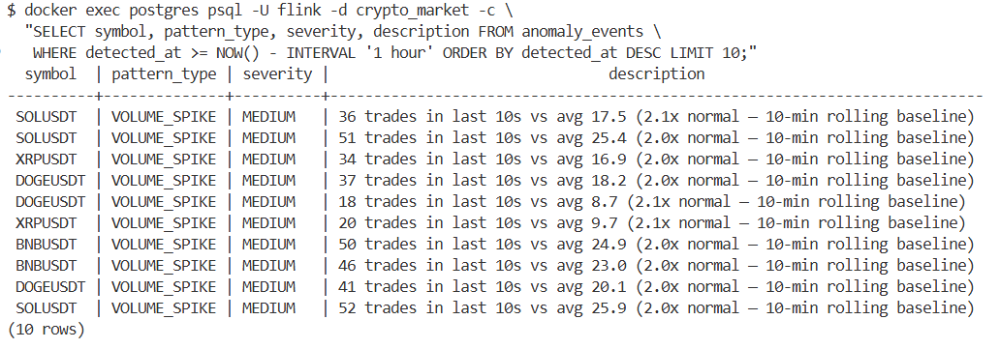 $ docker exec postgres psql -U flink -d crypto_market -c \
"SELECT symbol, pattern_type, severity, description FROM anomaly_events \
WHERE detected_at >= NOW() - INTERVAL '1 hour' ORDER BY detected_at DESC LIMIT 10;"
symbol | pattern_type | severity | description
----------+--------------+----------+--------------------------------------------------------------------
SOLUSDT | VOLUME_SPIKE | MEDIUM | 36 trades in last 10s vs avg 17.5 (2.1x normal – 10-min rolling baseline)
SOLUSDT | VOLUME_SPIKE | MEDIUM | 51 trades in last 10s vs avg 25.4 (2.0x normal – 10-min rolling baseline)
XRPUSDT | VOLUME_SPIKE | MEDIUM | 34 trades in last 10s vs avg 16.9 (2.0x normal – 10-min rolling baseline)
DOGEUSDT | VOLUME_SPIKE | MEDIUM | 37 trades in last 10s vs avg 18.2 (2.0x normal – 10-min rolling baseline)
DOGEUSDT | VOLUME_SPIKE | MEDIUM | 18 trades in last 10s vs avg 8.7 (2.1x normal – 10-min rolling baseline)
XRPUSDT | VOLUME_SPIKE | MEDIUM | 20 trades in last 10s vs avg 9.7 (2.1x normal – 10-min rolling baseline)
BNBUSDT | VOLUME_SPIKE | MEDIUM | 50 trades in last 10s vs avg 24.9 (2.0x normal – 10-min rolling baseline)
BNBUSDT | VOLUME_SPIKE | MEDIUM | 46 trades in last 10s vs avg 23.0 (2.0x normal – 10-min rolling baseline)
DOGEUSDT | VOLUME_SPIKE | MEDIUM | 41 trades in last 10s vs avg 20.1 (2.0x normal – 10-min rolling baseline)
SOLUSDT | VOLUME_SPIKE | MEDIUM | 52 trades in last 10s vs avg 25.9 (2.0x normal – 10-min rolling baseline)
(10 rows)